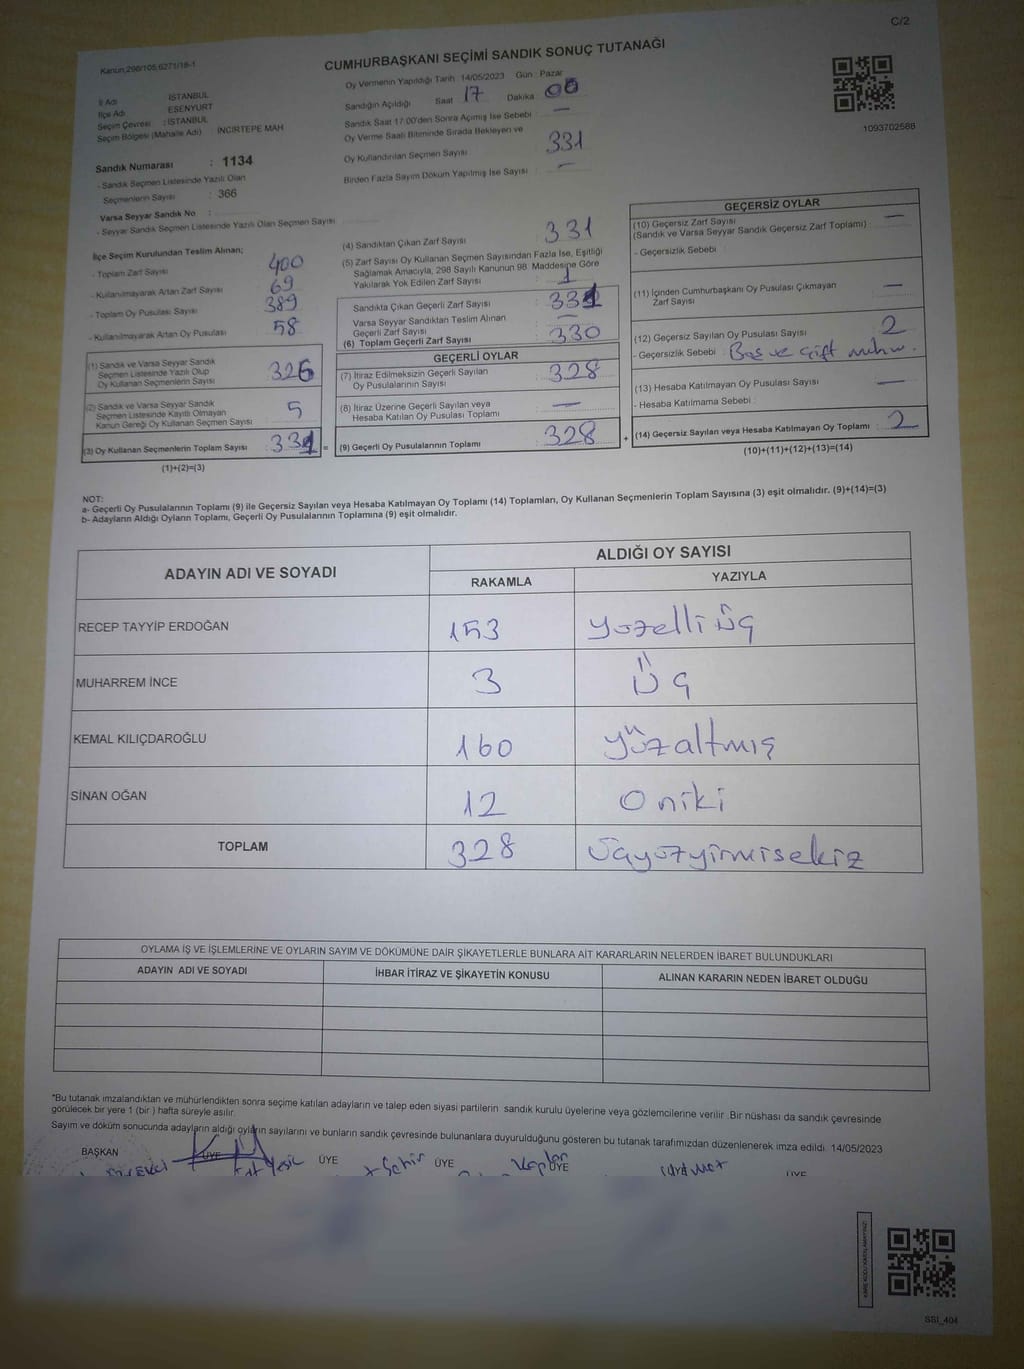 C/2
Kanun,298/105;6271/18-1
CUMHURBAŞKANI SEÇİMİ SANDIK SONUÇ TUTANAĞI
1093702588
İl Adı : İSTANBUL
İlçe Adı : ESENYURT
Seçim Çevresi : İSTANBUL
Seçim Bölgesi (Mahalle Adı) : İNCİRTEPE MAH
Sandık Numarası : 1134
- Sandık Seçmen Listesinde Yazılı Olan
Seçmenlerin Sayısı : 366
Varsa Seyyar Sandık No :
- Seyyar Sandık Seçmen Listesinde Yazılı Olan Seçmen Sayısı
Oy Vermenin Yapıldığı Tarih : 14/05/2023 Gün : Pazar
Sandığın Açıldığı Saat 17 Dakika 00
Sandık Saat 17:00'den Sonra Açımış İse Sebebi : —
Oy Verme Saati Bitiminde Sırada Bekleyen ve
Oy Kullandırılan Seçmen Sayısı : 331
Birden Fazla Sayım Döküm Yapılmış İse Sayısı : —
İlçe Seçim Kurulundan Teslim Alınan;
- Toplam Zarf Sayısı : 400
- Kullanılmayarak Artan Zarf Sayısı : 69
- Toplam Oy Pusulası Sayısı : 389
- Kullanılmayarak Artan Oy Pusulası : 58
(1) Sandık ve Varsa Seyyar Sandık
Seçmen Listesinde Yazılı Olup
Oy Kullanan Seçmenlerin Sayısı : 326
(2) Sandık ve Varsa Seyyar Sandık
Seçmen Listesinde Kayıtlı Olmayan
Kanun Gereği Oy Kullanan Seçmen Sayısı : 5
(3) Oy Kullanan Seçmenlerin Toplam Sayısı : 331 =
(1)+(2)=(3)
(4) Sandıktan Çıkan Zarf Sayısı : 331
(5) Zarf Sayısı Oy Kullanan Seçmen Sayısından Fazla İse, Eşitliği
Sağlamak Amacıyla, 298 Sayılı Kanunun 98. Maddesine Göre
Yakılarak Yok Edilen Zarf Sayısı : 1
Sandıkta Çıkan Geçerli Zarf Sayısı : 331
Varsa Seyyar Sandıktan Teslim Alınan
Geçerli Zarf Sayısı : —
(6) Toplam Geçerli Zarf Sayısı : 330
GEÇERLİ OYLAR
(7) İtiraz Edilmeksizin Geçerli Sayılan
Oy Pusulalarının Sayısı : 328
(8) İtiraz Üzerine Geçerli Sayılan veya
Hesaba Katılan Oy Pusulası Toplamı : —
(9) Geçerli Oy Pusulalarının Toplamı : 328 +
GEÇERSİZ OYLAR
(10) Geçersiz Zarf Sayısı
(Sandık ve Varsa Seyyar Sandık Geçersiz Zarf Toplamı) : —
- Geçersizlik Sebebi :
(11) İçinden Cumhurbaşkanı Oy Pusulası Çıkmayan
Zarf Sayısı : —
(12) Geçersiz Sayılan Oy Pusulası Sayısı : 2
- Geçersizlik Sebebi : Boş ve çift
(13) Hesaba Katılmayan Oy Pusulası Sayısı : —
- Hesaba Katılmama Sebebi :
(14) Geçersiz Sayılan veya Hesaba Katılmayan Oy Toplamı : 2
(10)+(11)+(12)+(13)=(14)
NOT:
a- Geçerli Oy Pusulalarının Toplamı (9) ile Geçersiz Sayılan veya Hesaba Katılmayan Oy Toplamı (14) Toplamları, Oy Kullanan Seçmenlerin Toplam Sayısına (3) eşit olmalıdır. (9)+(14)=(3)
b- Adayların Aldığı Oyların Toplamı, Geçerli Oy Pusulalarının Toplamına (9) eşit olmalıdır.
ADAYIN ADI VE SOYADI
ALDIĞI OY SAYISI
RAKAMLA YAZIYLA
RECEP TAYYİP ERDOĞAN 153 yüzelli üç
MUHARREM İNCE 3 Üç
KEMAL KILIÇDAROĞLU 160 yüzaltmış
SİNAN OĞAN 12 Oniki
TOPLAM 328 üçyüzyirmisekiz
OYLAMA İŞ VE İŞLEMLERİNE VE OYLARIN SAYIM VE DÖKÜMÜNE DAİR ŞİKAYETLERLE BUNLARA AİT KARARLARIN NELERDEN İBARET BULUNDUKLARI
ADAYIN ADI VE SOYADI İHBAR İTİRAZ VE ŞİKAYETİN KONUSU ALINAN KARARIN NEDEN İBARET OLDUĞU
*Bu tutanak imzalandıktan ve mühürlendikten sonra seçime katılan adayların ve talep eden siyasi partilerin sandık kurulu üyelerine veya gözlemcilerine verilir .Bir nüshası da sandık çevresinde
görülecek bir yere 1 (bir ) hafta süreyle asılır.
Sayım ve döküm sonucunda adayların aldığı oyların sayılarını ve bunların sandık çevresinde bulunanlara duyurulduğunu gösteren bu tutanak tarafımızdan düzenlenerek imza edildi. 14/05/2023
BAŞKAN ÜYE ÜYE ÜYE ÜYE ÜYE
KARE KODU KAPATMAYINIZ!
SSI_404